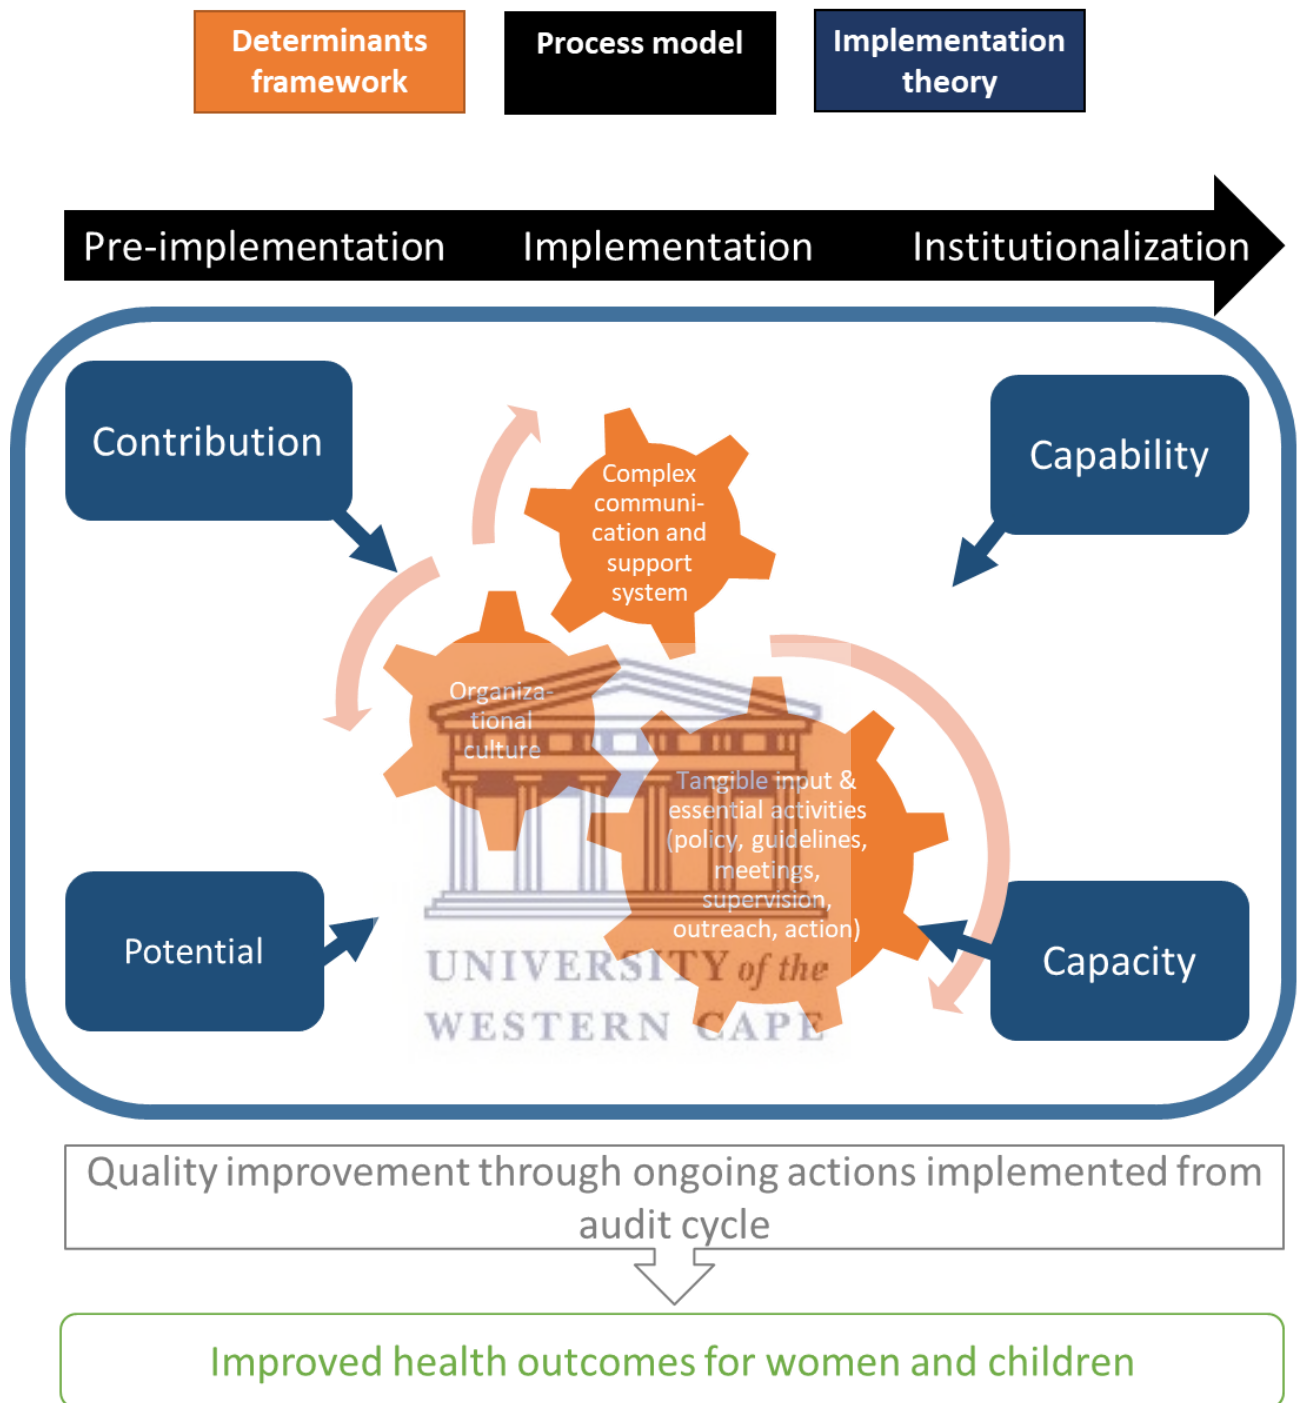 Determinants
framework
Process model
Implementation
theory
Pre-implementation
Implementation
Institutionalization
Contribution
Capability
Complex
communi-
cation and
support
system
Organiza-
tional
culture
Tangible input &
essential activities
(policy, guidelines,
meetings,
supervision,
outreach, action)
Potential
Capacity
UNIVERSITY of the
WESTERN CAPE
Quality improvement through ongoing actions implemented from
audit cycle
Improved health outcomes for women and children